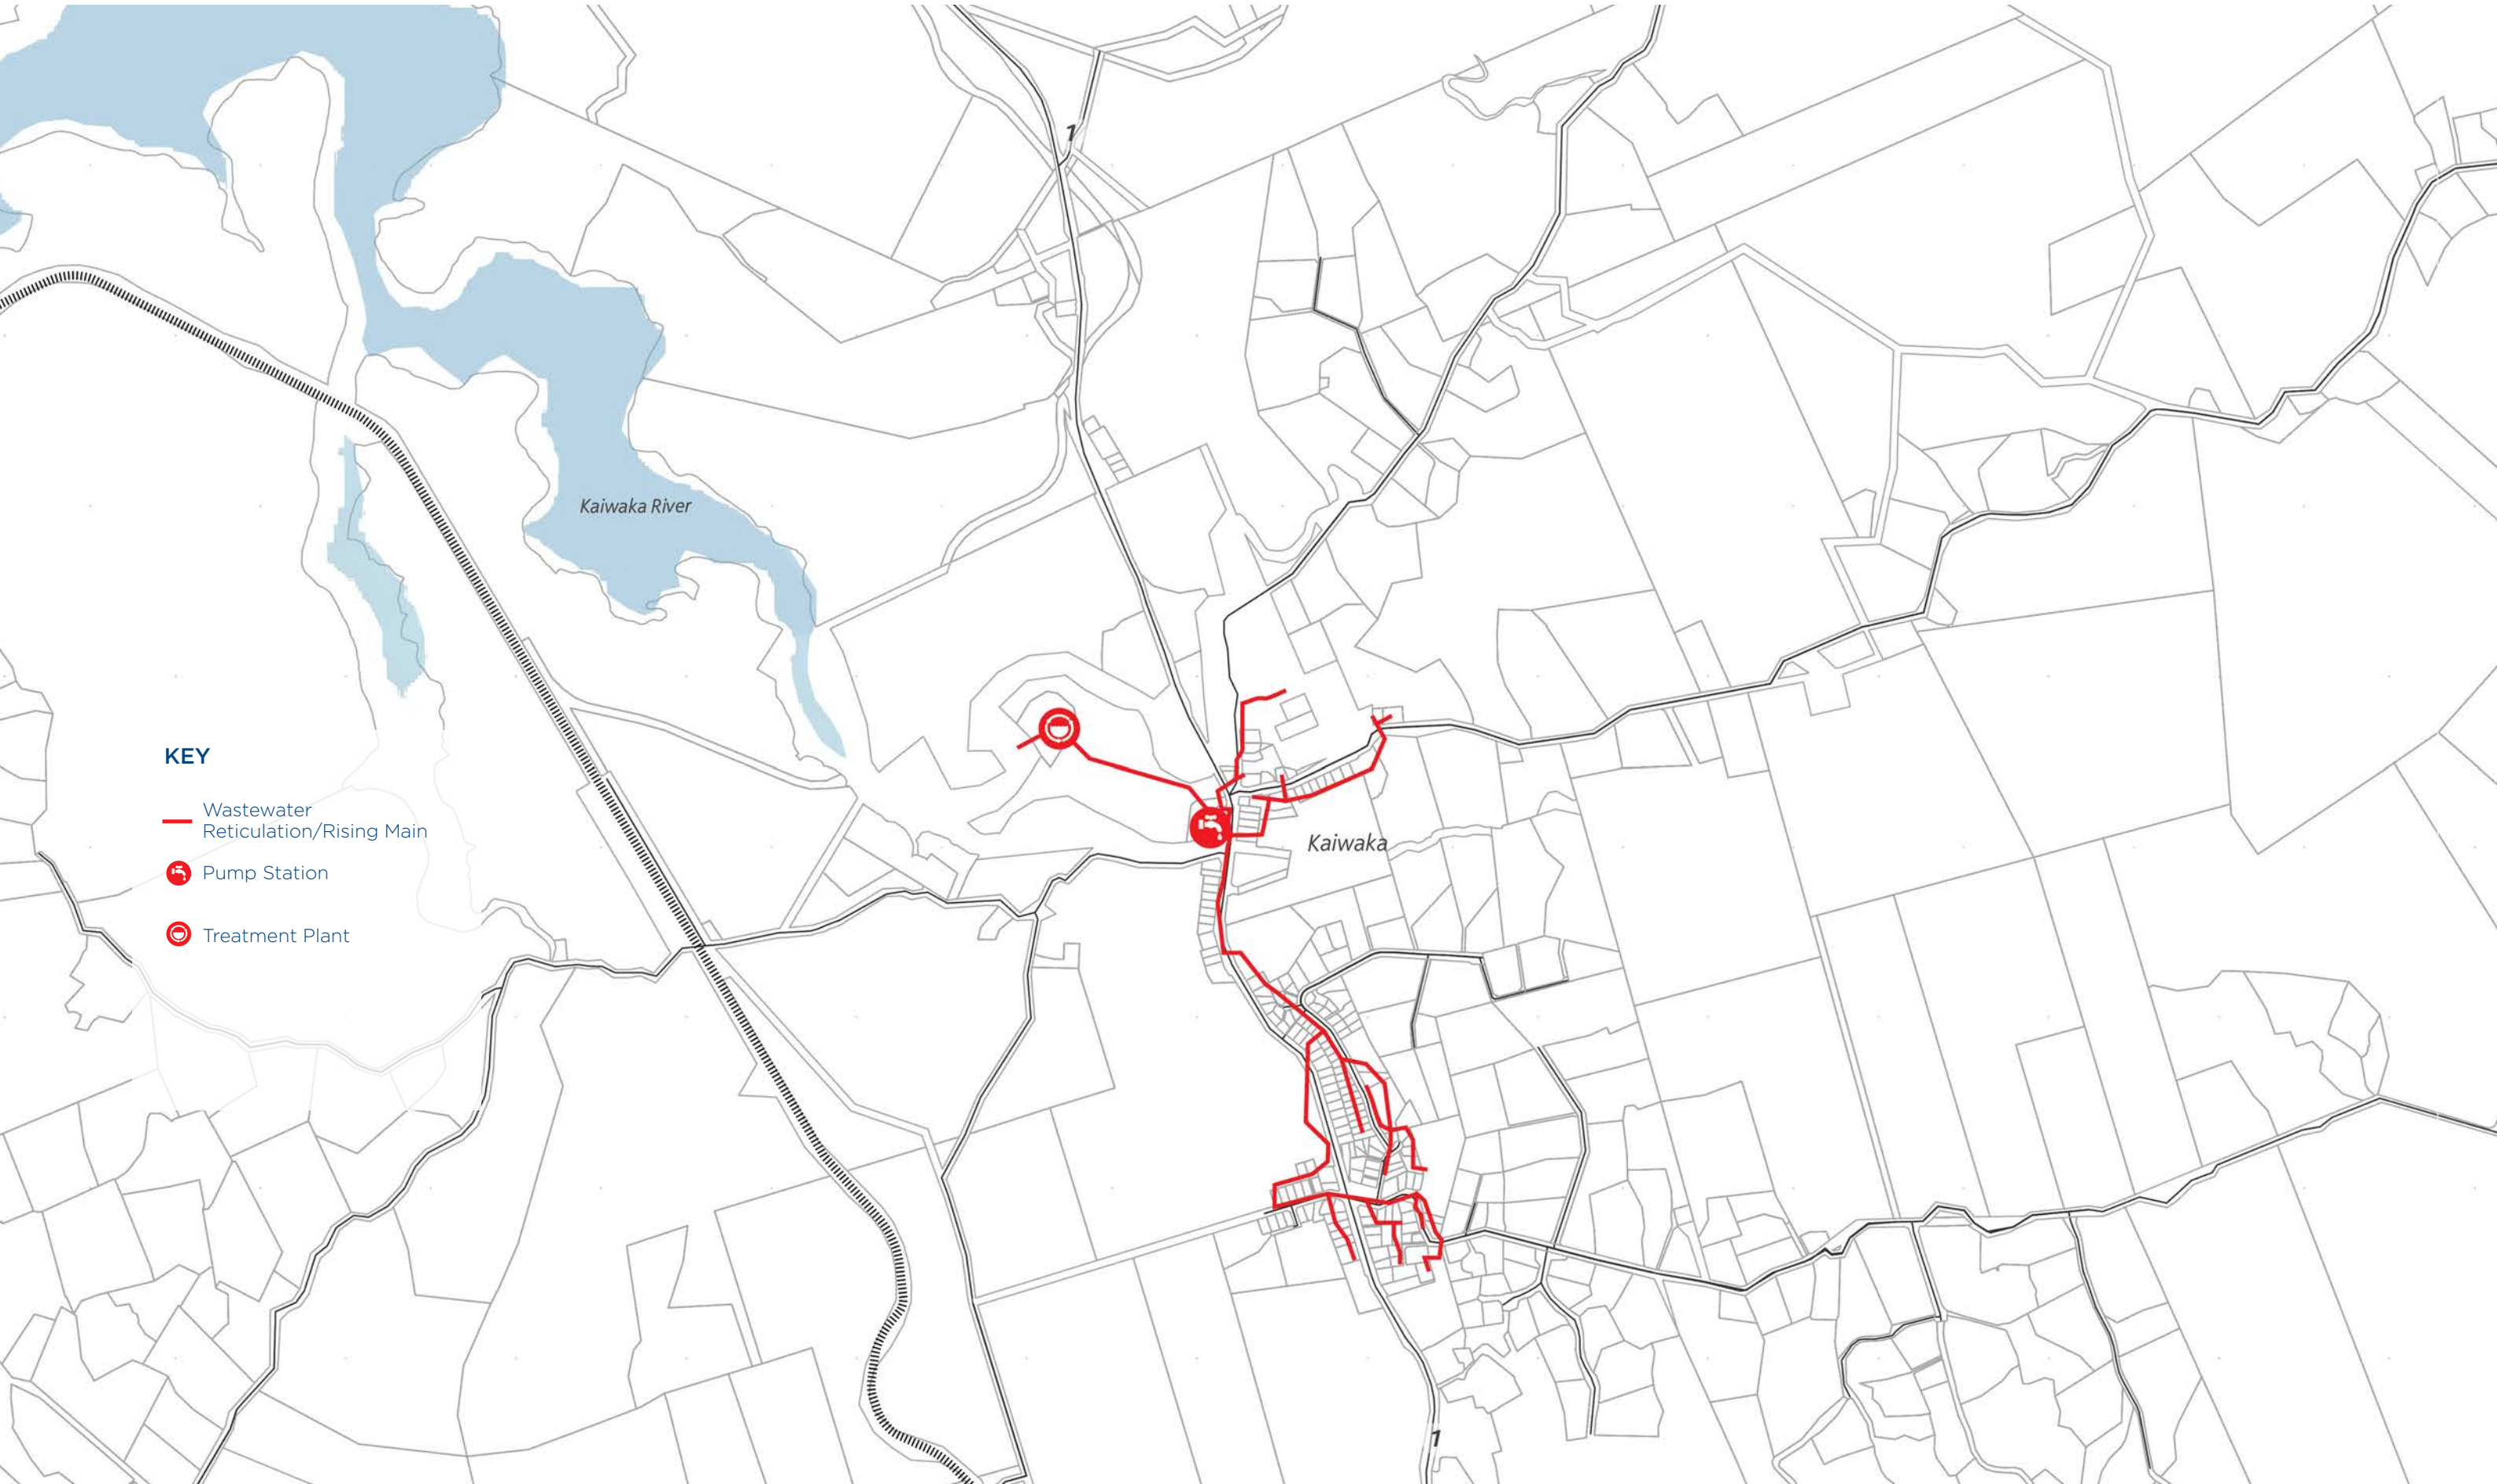 1
Kaiwaka River
KEY
Wastewater
Reticulation/Rising Main
Kaiwaka
Pump Station
Treatment Plant
1